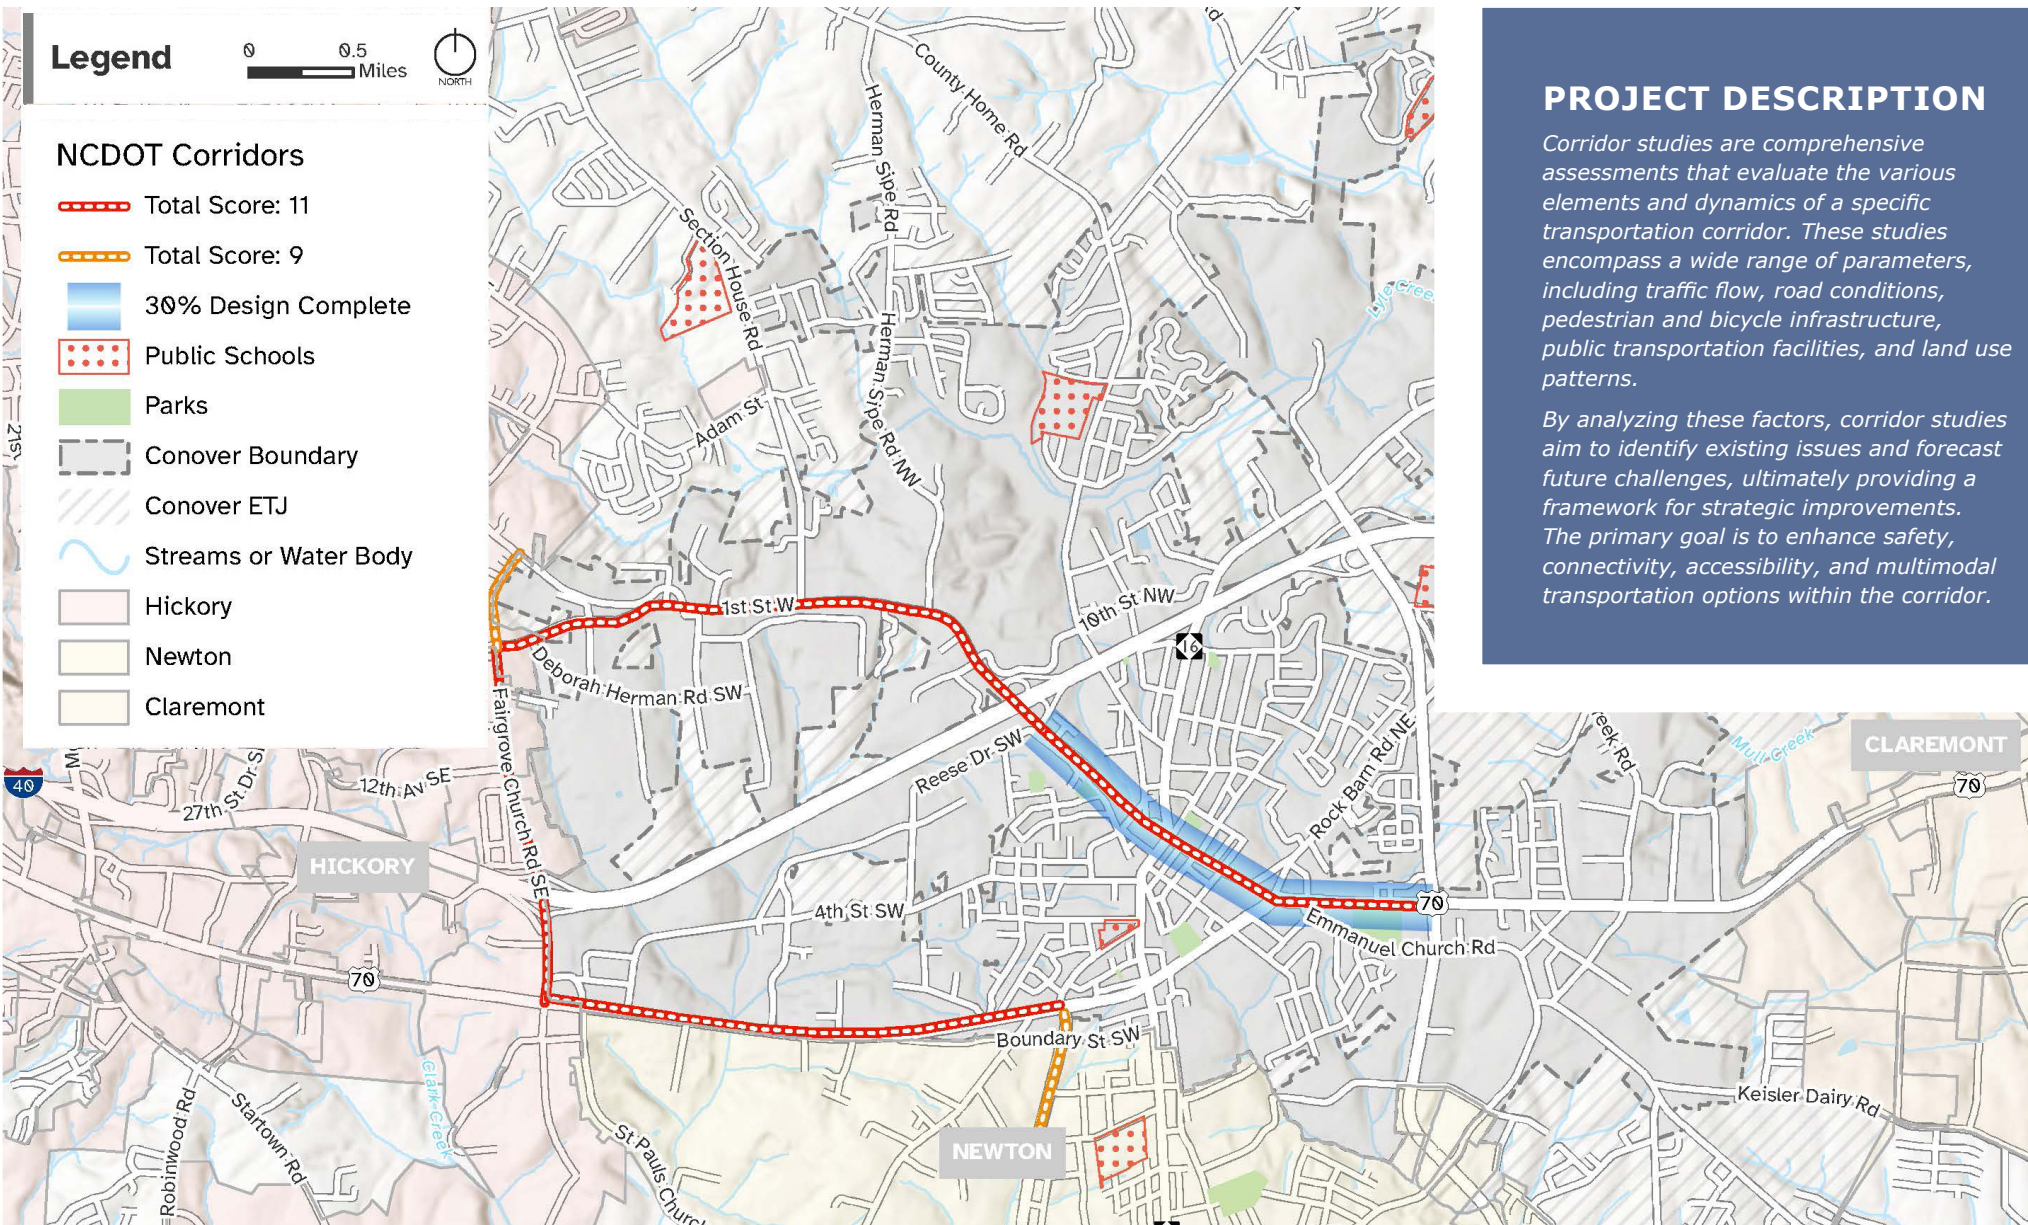 Legend
0 0.5
Miles
NORTH
NCDOT Corridors
Total Score: 11
Total Score: 9
30% Design Complete
Public Schools
Parks
Conover Boundary
Conover ETJ
Streams or Water Body
Hickory
Newton
Claremont
PROJECT DESCRIPTION
Corridor studies are comprehensive
assessments that evaluate the various
elements and dynamics of a specific
transportation corridor. These studies
encompass a wide range of parameters,
including traffic flow, road conditions,
pedestrian and bicycle infrastructure,
public transportation facilities, and land use
patterns.
By analyzing these factors, corridor studies
aim to identify existing issues and forecast
future challenges, ultimately providing a
framework for strategic improvements.
The primary goal is to enhance safety,
connectivity, accessibility, and multimodal
transportation options within the corridor.
Rd
County Home Rd
Herman Sipe Rd
Section House Rd
Herman Sipe Rd NW
Lyle Cree
Adam St
21st
1st St W
10th St NW
16
Deborah Herman Rd SW
Fairgrove Church Rd SE
Reese Dr SW
Rock Barn Rd NE
reek Rd
Mull Creek
CLAREMONT
70
40
W
27th St Dr S
12th Av SE
HICKORY
4th St SW
70
Emmanuel Church Rd
70
Boundary St SW
Clark Creek
Keisler Dairy Rd
Robinwood Rd
Startown Rd
St Pauls Churc
NEWTON